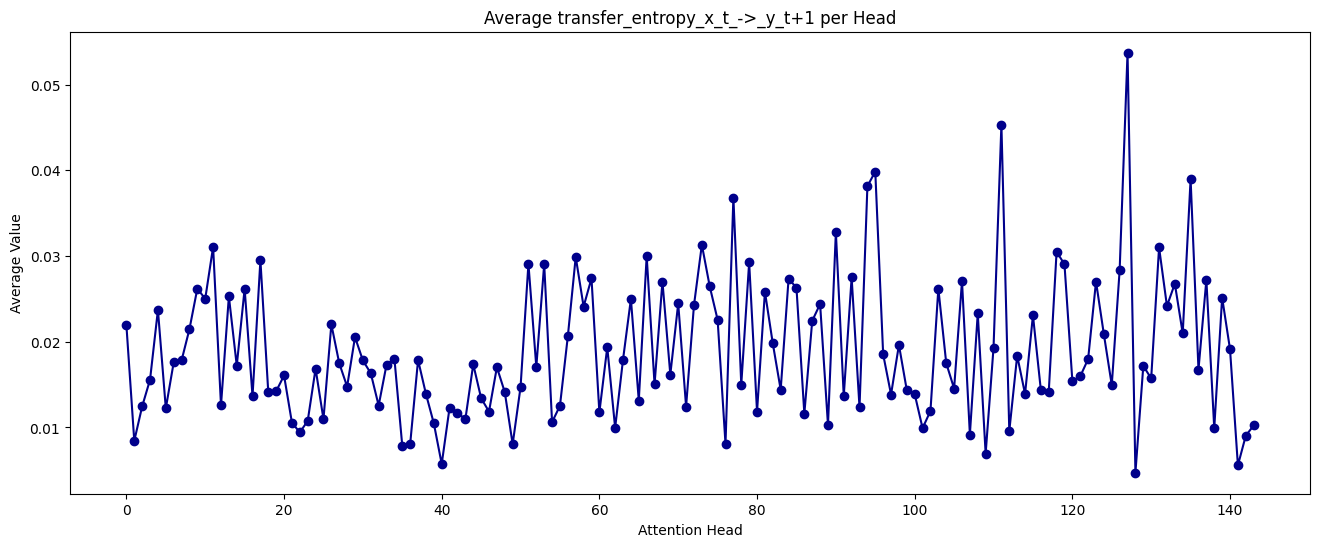 Average transfer_entropy_x_t_->_y_t+1 per Head
Average Value
0.05
0.04
0.03
0.02
0.01
0 20 40 60 80 100 120 140
Attention Head